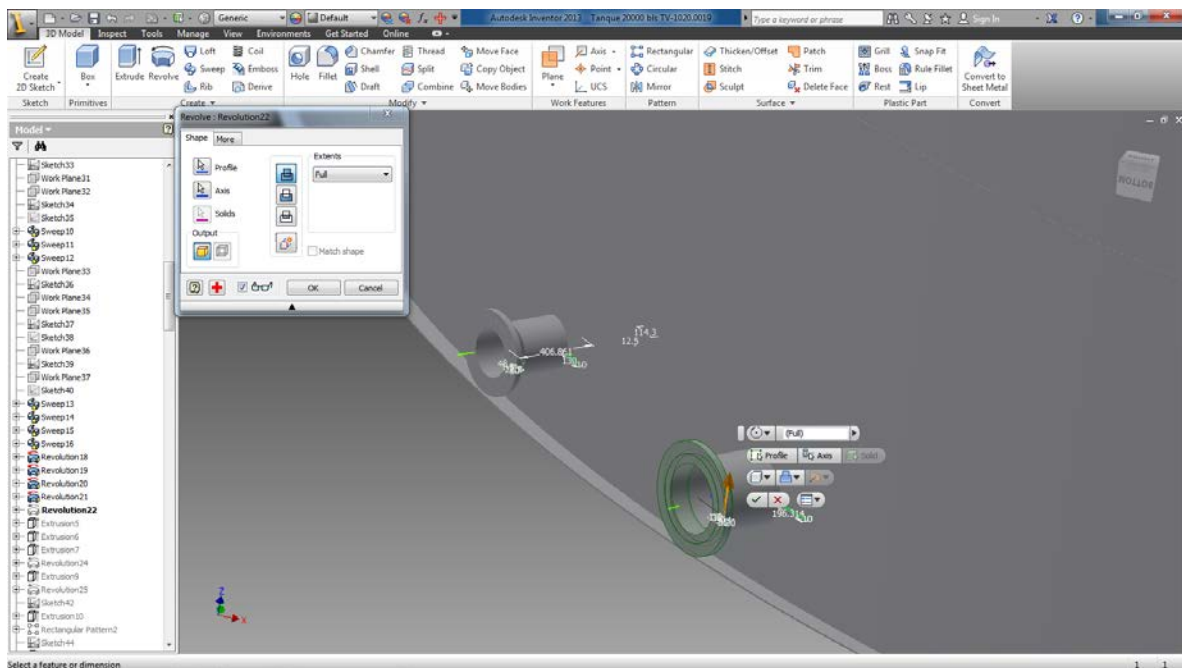 Generic Default Autodesk Inventor 2013 Tanque 20000 bls TV-1020.0019 Type a keyword or phrase Sign In
3D Model Inspect Tools Manage View Environments Get Started Online
Loft Coil Chamfer Thread Move Face Axis Point Rectangular Thicken/Offset Patch Grill Snap Fit
Create 2D Sketch Box Extrude Revolve Sweep Emboss Hole Fillet Shell Split Copy Object Plane Circular Stitch Trim Boss Rule Fillet Convert to Sheet Metal
Rib Derive Draft Combine Move Bodies UCS Mirror Sculpt Delete Face Rest Lip
Sketch Primitives Create Modify Work Features Pattern Surface Plastic Part Convert
Model
Sketch33
Work Plane31
Work Plane32
Sketch34
Sketch35
Sweep10
Sweep11
Sweep12
Work Plane33
Sketch36
Work Plane34
Work Plane35
Sketch37
Sketch38
Work Plane36
Sketch39
Work Plane37
Sketch40
Sweep13
Sweep14
Sweep15
Sweep16
Revolution18
Revolution19
Revolution20
Revolution21
Revolution22
Extrusion5
Extrusion6
Extrusion7
Revolution24
Extrusion9
Revolution25
Sketch42
Extrusion10
Rectangular Pattern2
Sketch44
Revolve : Revolution22
Shape More
Profile
Axis
Solids
Output
Extents
Full
Match shape
OK Cancel
BOTTOM
114.3
12.5
406.861
(Full)
Profile Axis Solid
196.314
10
Z
X
Select a feature or dimension 1 1